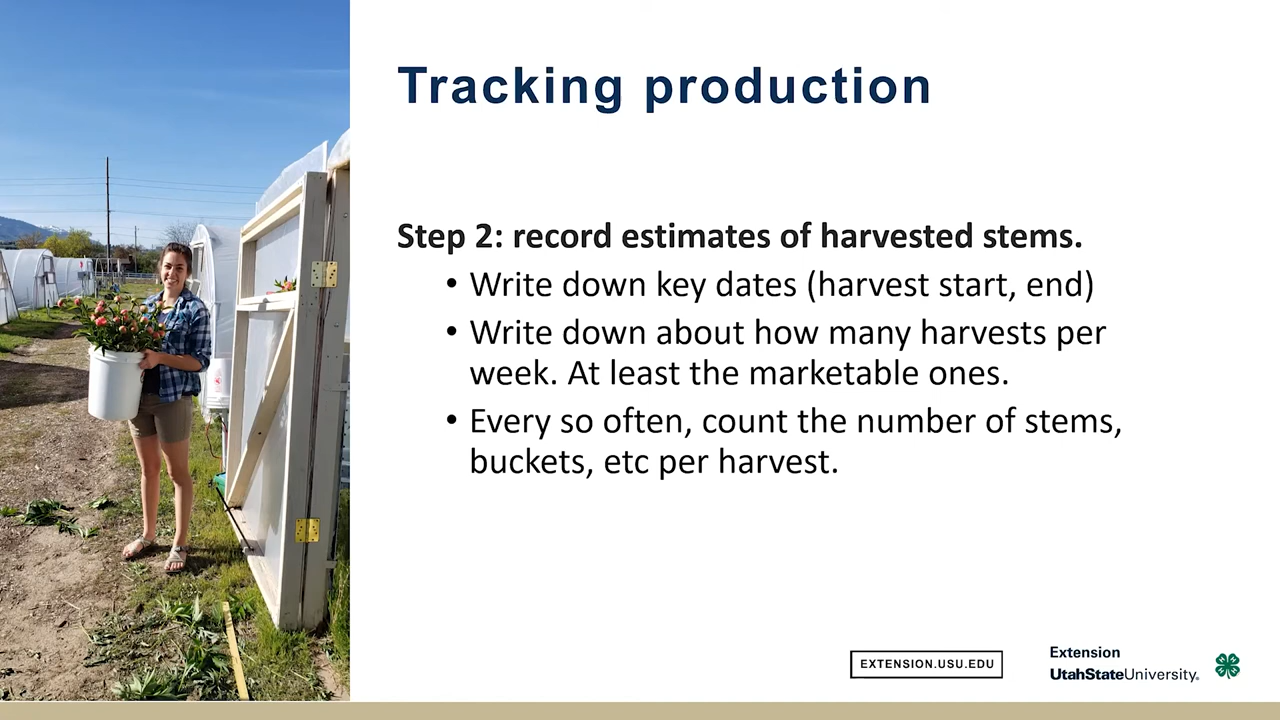 Tracking production
Step 2: record estimates of harvested stems.
• Write down key dates (harvest start, end)
• Write down about how many harvests per
week. At least the marketable ones.
• Every so often, count the number of stems,
buckets, etc per harvest.
EXTENSION.USU.EDU
Extension
UtahStateUniversity®